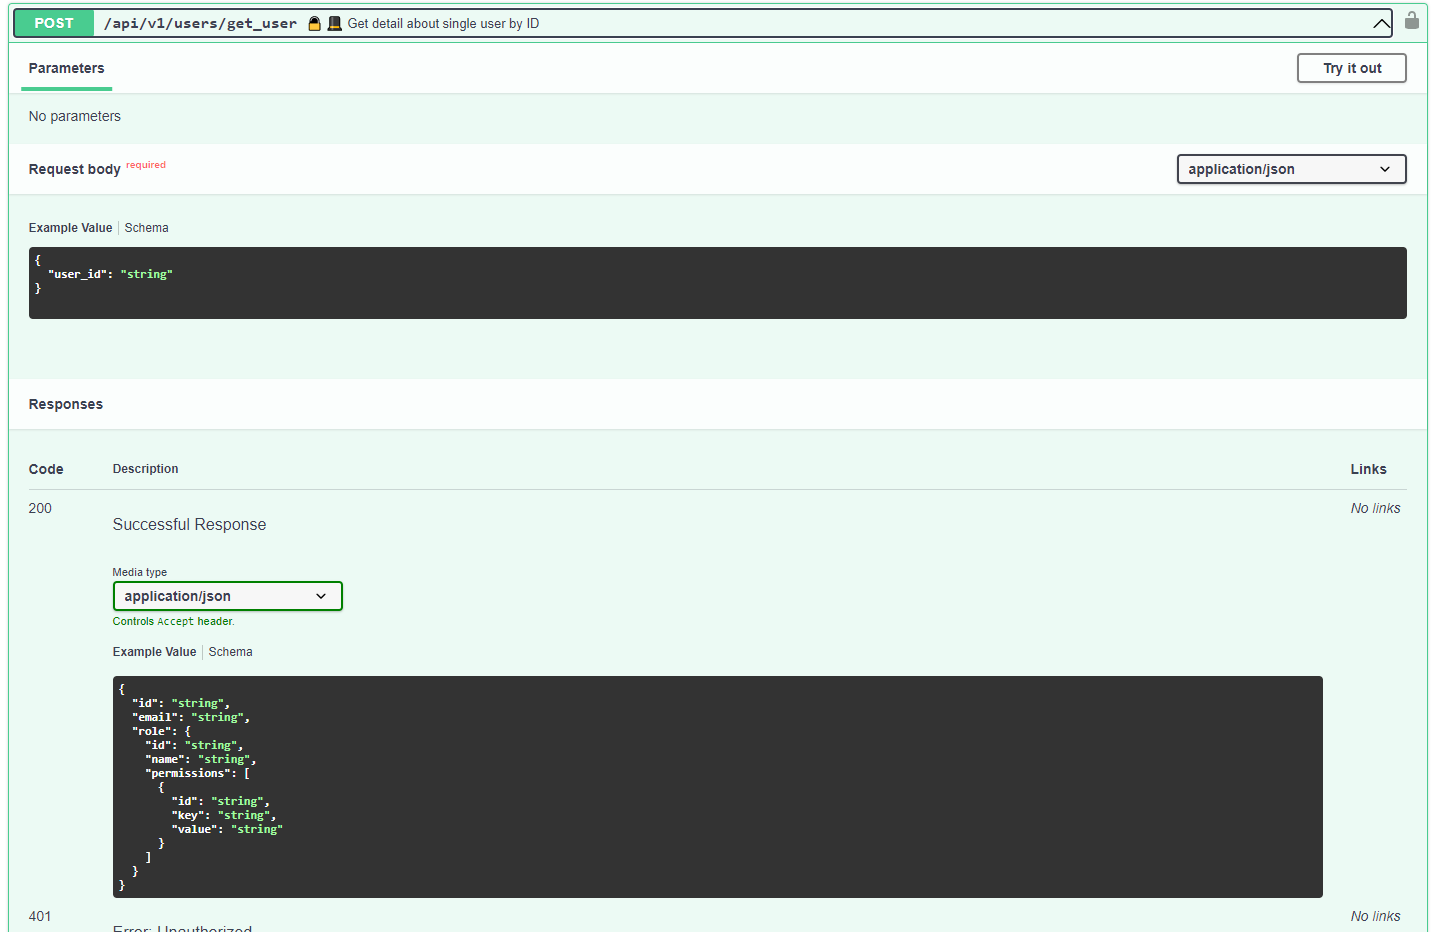 POST /api/v1/users/get_user 🔒 🎩 Get detail about single user by ID
Parameters
Try it out
No parameters
Request body required
application/json
Example Value
Schema
{
  "user_id": "string"
}
Responses
Code
Description
Links
200
Successful Response
No links
Media type
application/json
Controls Accept header.
Example Value
Schema
{
  "id": "string",
  "email": "string",
  "role": {
    "id": "string",
    "name": "string",
    "permissions": [
      {
        "id": "string",
        "key": "string",
        "value": "string"
      }
    ]
  }
}
401
Error: Unauthorized
No links